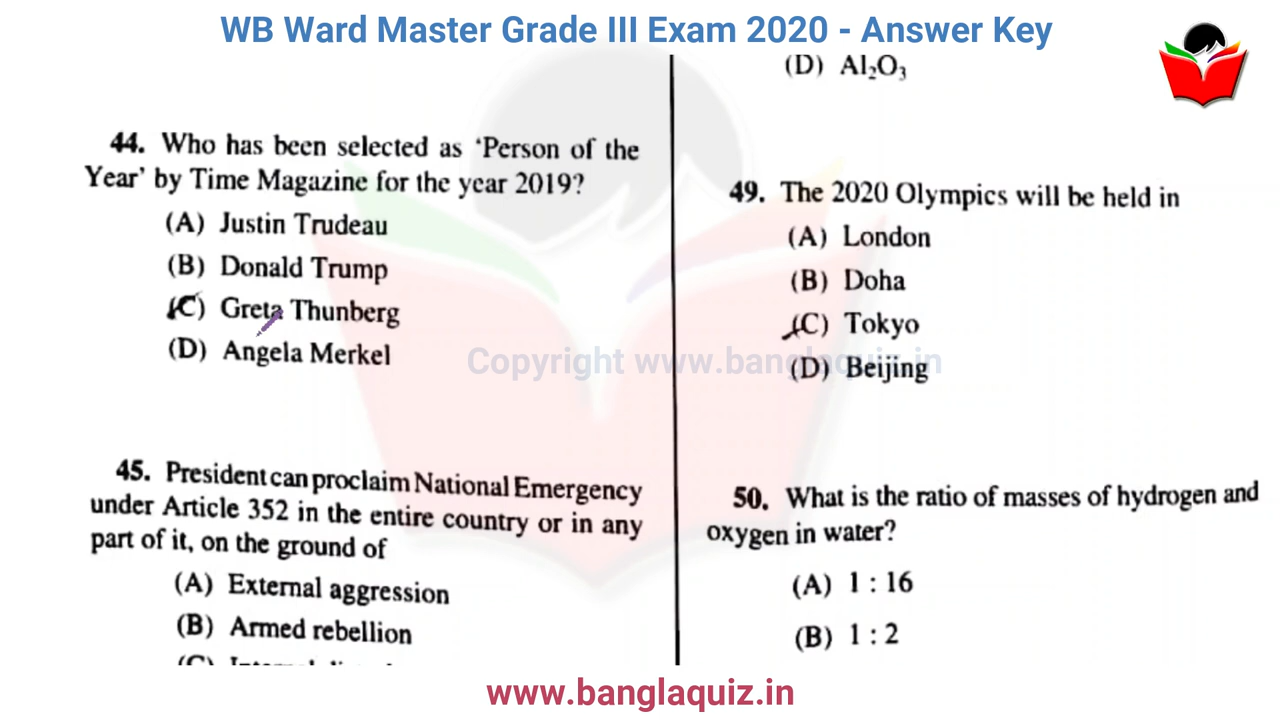 WB Ward Master Grade III Exam 2020 - Answer Key
44. Who has been selected as ‘Person of the
Year’ by Time Magazine for the year 2019?
(A) Justin Trudeau
(B) Donald Trump
(C) Greta Thunberg
(D) Angela Merkel
45. President can proclaim National Emergency
under Article 352 in the entire country or in any
part of it, on the ground of
(A) External aggression
(B) Armed rebellion
(D) Al₂O₃
49. The 2020 Olympics will be held in
(A) London
(B) Doha
(C) Tokyo
(D) Beijing
50. What is the ratio of masses of hydrogen and
oxygen in water?
(A) 1 : 16
(B) 1 : 2
Copyright www.banglaquiz.in
www.banglaquiz.in